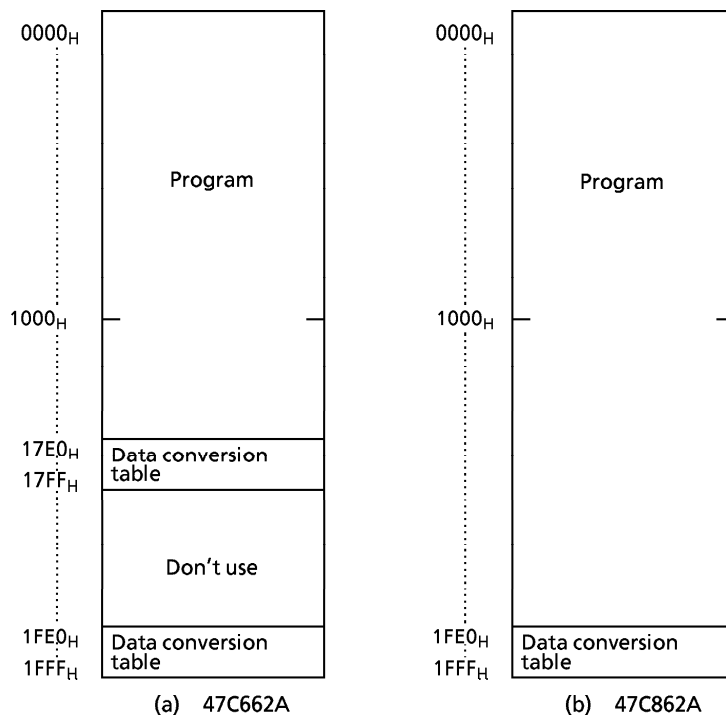 0000H
Program
1000H
17E0H
Data conversion
table
17FFH
Don't use
1FE0H
Data conversion
table
1FFFH
(a) 47C662A
0000H
Program
1000H
1FE0H
Data conversion
table
1FFFH
(b) 47C862A